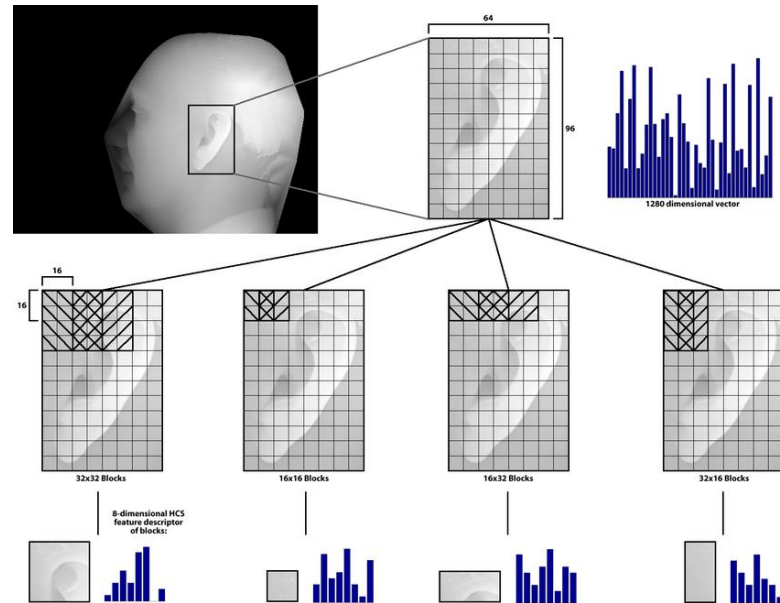 64
96
1280 dimensional vector
16
16
32x32 Blocks
16x16 Blocks
16x32 Blocks
32x16 Blocks
8-dimensional HCS
feature descriptor
of blocks: